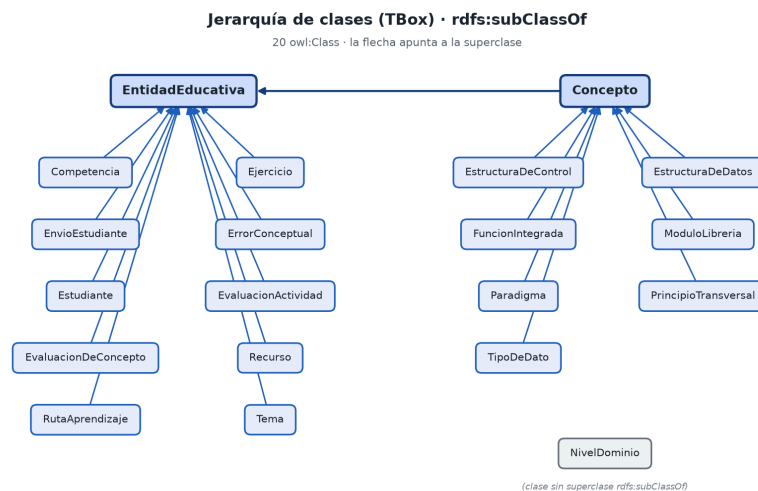 Jerarquía de clases (TBox) · rdfs:subClassOf
20 owl:Class · la flecha apunta a la superclase
EntidadEducativa
Concepto
Competencia
Ejercicio
EstructuraDeControl
EstructuraDeDatos
EnvioEstudiante
ErrorConceptual
FuncionIntegrada
ModuloLibreria
Estudiante
EvaluacionActividad
Paradigma
PrincipioTransversal
EvaluacionDeConcepto
Recurso
TipoDeDato
RutaAprendizaje
Tema
NivelDominio
(clase sin superclase rdfs:subClassOf)